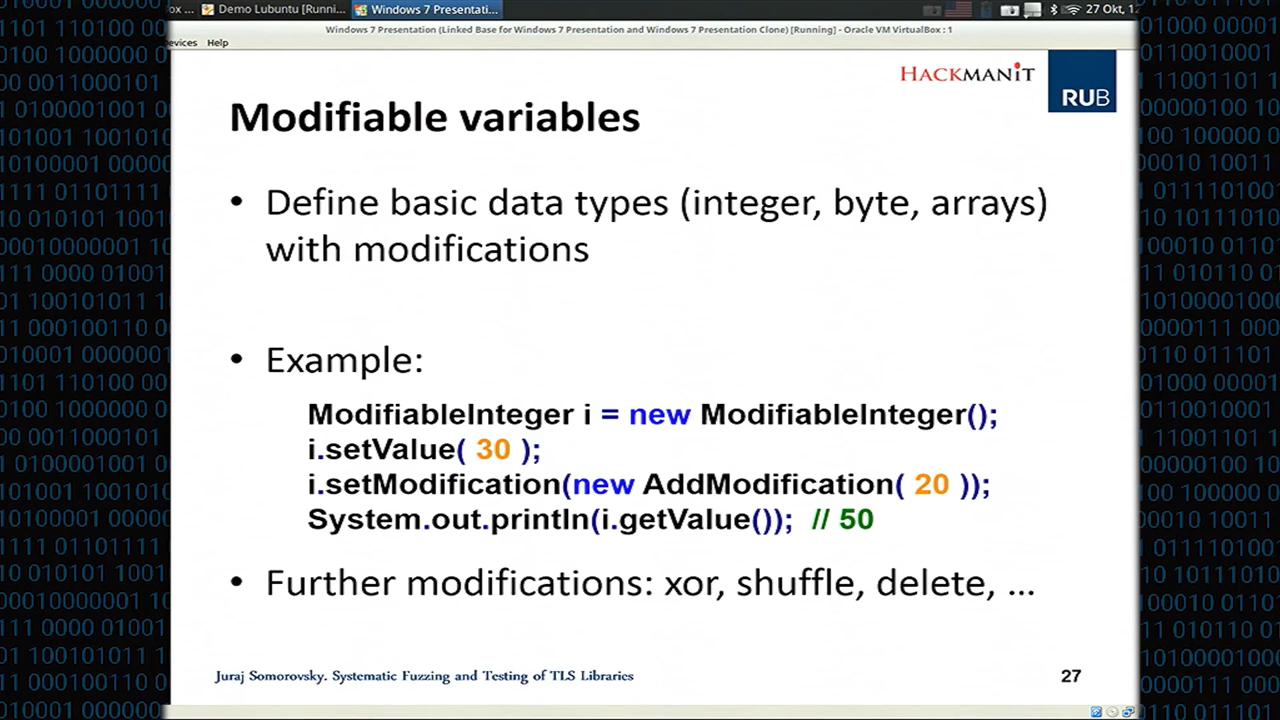 ox ...
Demo Lubuntu [Runni...
Windows 7 Presentati...
27 Okt, 1
Windows 7 Presentation (Linked Base for Windows 7 Presentation and Windows 7 Presentation Clone) [Running] - Oracle VM VirtualBox : 1
evices Help
HACKMANIT
RUB
Modifiable variables
• Define basic data types (integer, byte, arrays)
with modifications
• Example:
ModifiableInteger i = new ModifiableInteger();
i.setValue( 30 );
i.setModification(new AddModification( 20 ));
System.out.println(i.getValue()); // 50
• Further modifications: xor, shuffle, delete, ...
Juraj Somorovsky. Systematic Fuzzing and Testing of TLS Libraries
27